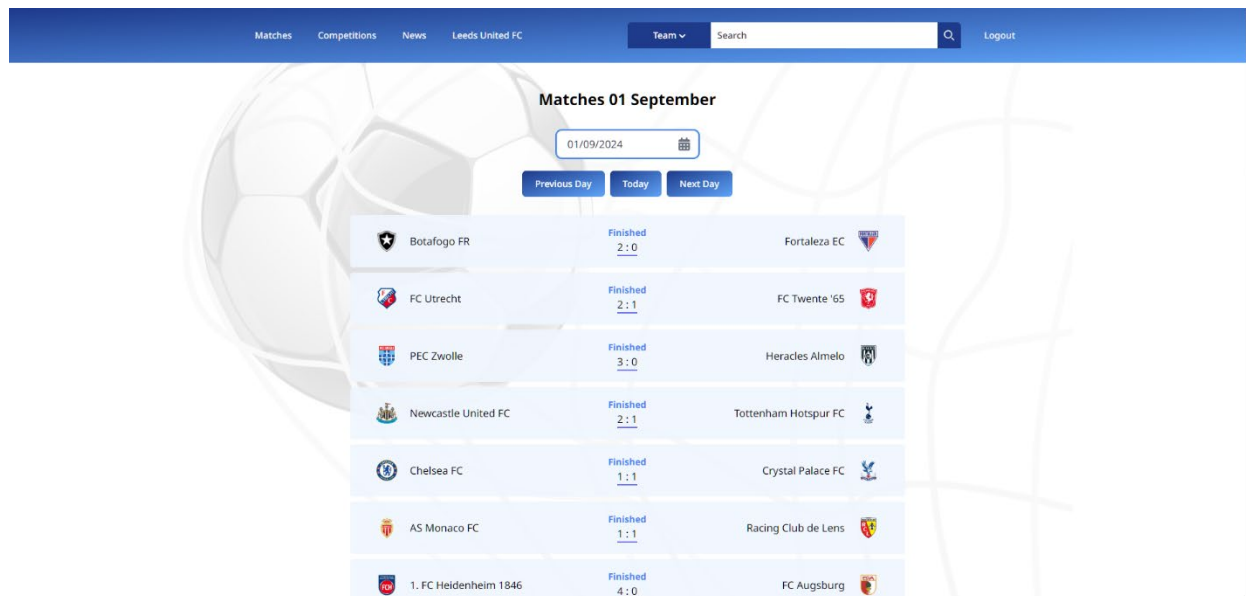 Matches Competitions News Leeds United FC Team Search Logout
Matches 01 September
01/09/2024
Previous Day Today Next Day
Finished
Botafogo FR 2 : 0 Fortaleza EC
Finished
FC Utrecht 2 : 1 FC Twente '65
Finished
PEC Zwolle 3 : 0 Heracles Almelo
Finished
Newcastle United FC 2 : 1 Tottenham Hotspur FC
Finished
Chelsea FC 1 : 1 Crystal Palace FC
Finished
AS Monaco FC 1 : 1 Racing Club de Lens
Finished
1. FC Heidenheim 1846 4 : 0 FC Augsburg